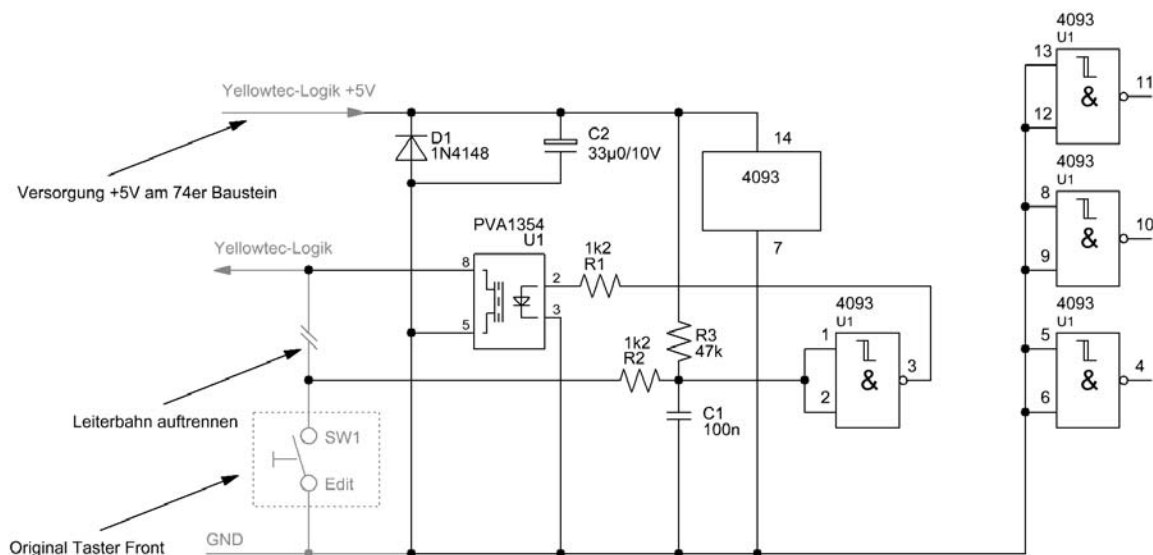 4093
U1
13
12
&
11
Yellowtec-Logik +5V
D1
1N4148
C2
33µ0/10V
14
4093
7
Versorgung +5V am 74er Baustein
4093
U1
8
9
&
10
PVA1354
U1
Yellowtec-Logik
8
5
2
3
1k2
R1
4093
U1
5
6
&
4
4093
U1
1
2
&
3
R3
47k
1k2
R2
C1
100n
Leiterbahn auftrennen
SW1
Edit
Original Taster Front
GND